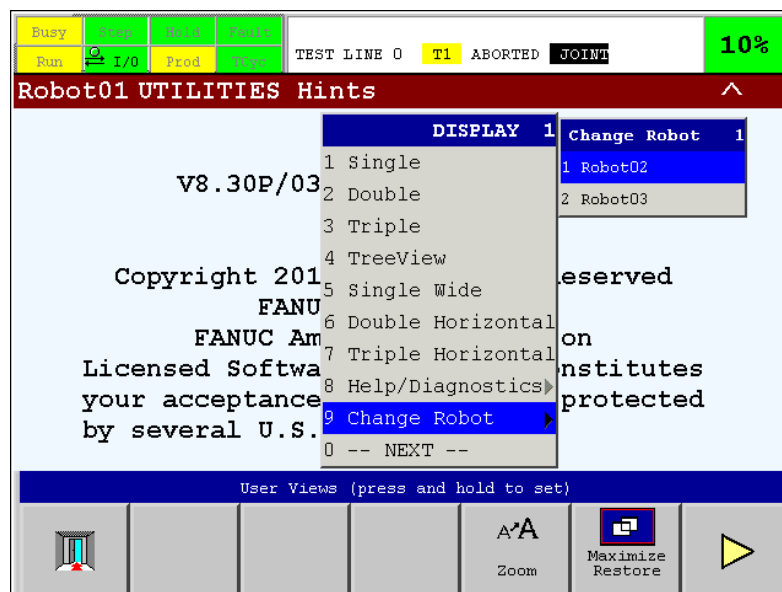 Busy Step Hold Fault
Run I/O Prod TCyc
TEST LINE 0 T1 ABORTED JOINT
10%
Robot01 UTILITIES Hints
DISPLAY 1
1 Single
2 Double
3 Triple
4 TreeView
5 Single Wide
6 Double Horizontal
7 Triple Horizontal
8 Help/Diagnostics
9 Change Robot
0 -- NEXT --
Change Robot 1
1 Robot02
2 Robot03
V8.30P/03
Copyright 201 eserved
FANU
FANUC Am on
Licensed Softwa nstitutes
your acceptance protected
by several U.S.
User Views (press and hold to set)
A A
Zoom
Maximize
Restore